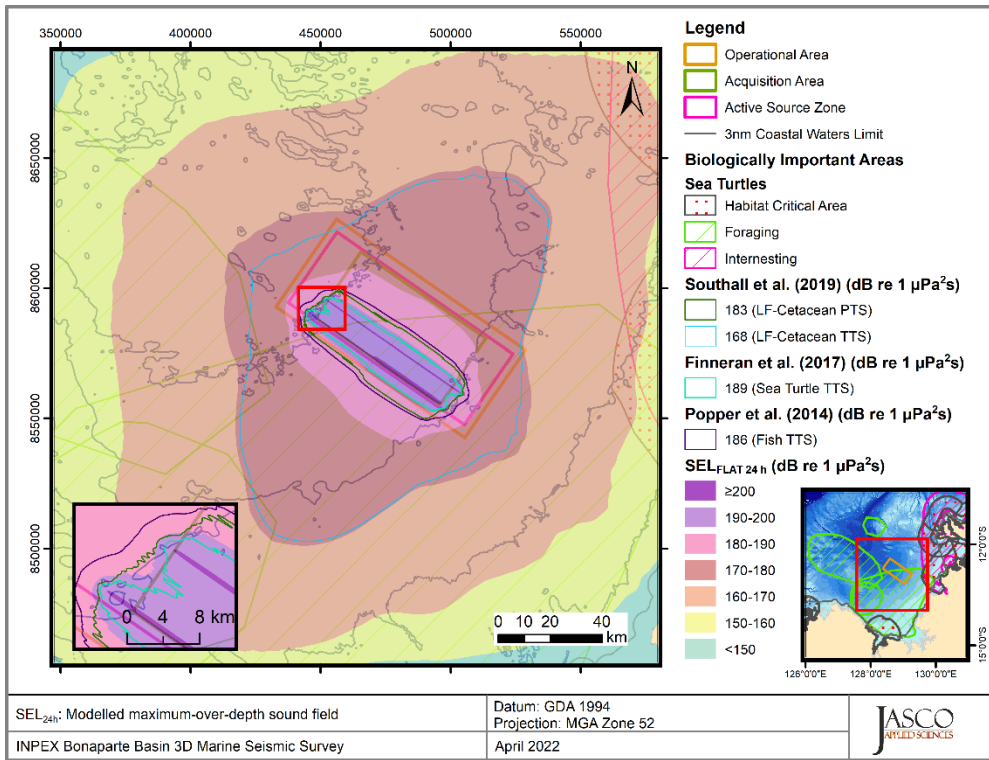 350000 400000 450000 500000 550000
8650000
8600000
8550000
8500000
N
0 4 8 km
0 10 20 40
km
Legend
Operational Area
Acquisition Area
Active Source Zone
3nm Coastal Waters Limit
Biologically Important Areas
Sea Turtles
Habitat Critical Area
Foraging
Internesting
Southall et al. (2019) (dB re 1 µPa²s)
183 (LF-Cetacean PTS)
168 (LF-Cetacean TTS)
Finneran et al. (2017) (dB re 1 µPa²s)
189 (Sea Turtle TTS)
Popper et al. (2014) (dB re 1 µPa²s)
186 (Fish TTS)
SEL FLAT 24 h (dB re 1 µPa²s)
≥200
190-200
180-190
170-180
160-170
150-160
<150
12°0'0"S
15°0'0"S
126°0'0"E 128°0'0"E 130°0'0"E
SEL24h: Modelled maximum-over-depth sound field
Datum: GDA 1994
Projection: MGA Zone 52
INPEX Bonaparte Basin 3D Marine Seismic Survey
April 2022
JASCO
APPLIED SCIENCES